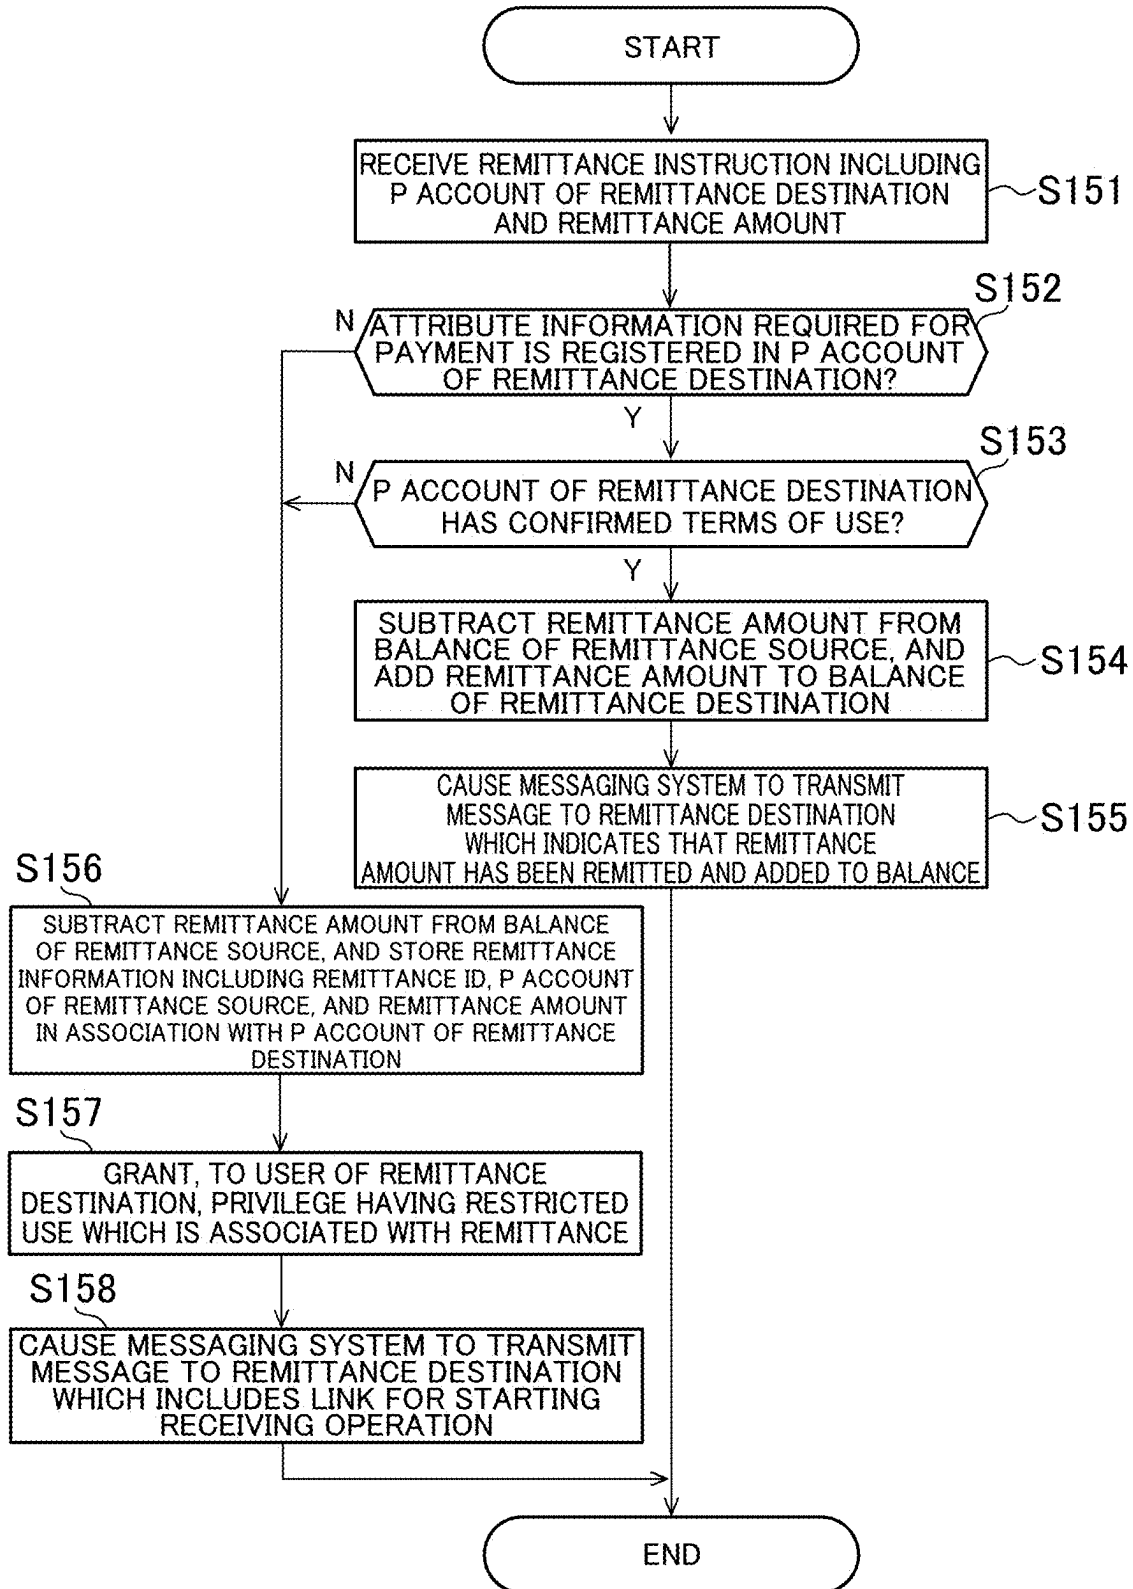 START
RECEIVE REMITTANCE INSTRUCTION INCLUDING
P ACCOUNT OF REMITTANCE DESTINATION
AND REMITTANCE AMOUNT
S151
S152
N
ATTRIBUTE INFORMATION REQUIRED FOR
PAYMENT IS REGISTERED IN P ACCOUNT
OF REMITTANCE DESTINATION?
Y
S153
N
P ACCOUNT OF REMITTANCE DESTINATION
HAS CONFIRMED TERMS OF USE?
Y
SUBTRACT REMITTANCE AMOUNT FROM
BALANCE OF REMITTANCE SOURCE, AND
ADD REMITTANCE AMOUNT TO BALANCE
OF REMITTANCE DESTINATION
S154
CAUSE MESSAGING SYSTEM TO TRANSMIT
MESSAGE TO REMITTANCE DESTINATION
WHICH INDICATES THAT REMITTANCE
AMOUNT HAS BEEN REMITTED AND ADDED TO BALANCE
S155
S156
SUBTRACT REMITTANCE AMOUNT FROM BALANCE
OF REMITTANCE SOURCE, AND STORE REMITTANCE
INFORMATION INCLUDING REMITTANCE ID, P ACCOUNT
OF REMITTANCE SOURCE, AND REMITTANCE AMOUNT
IN ASSOCIATION WITH P ACCOUNT OF REMITTANCE
DESTINATION
S157
GRANT, TO USER OF REMITTANCE
DESTINATION, PRIVILEGE HAVING RESTRICTED
USE WHICH IS ASSOCIATED WITH REMITTANCE
S158
CAUSE MESSAGING SYSTEM TO TRANSMIT
MESSAGE TO REMITTANCE DESTINATION
WHICH INCLUDES LINK FOR STARTING
RECEIVING OPERATION
END